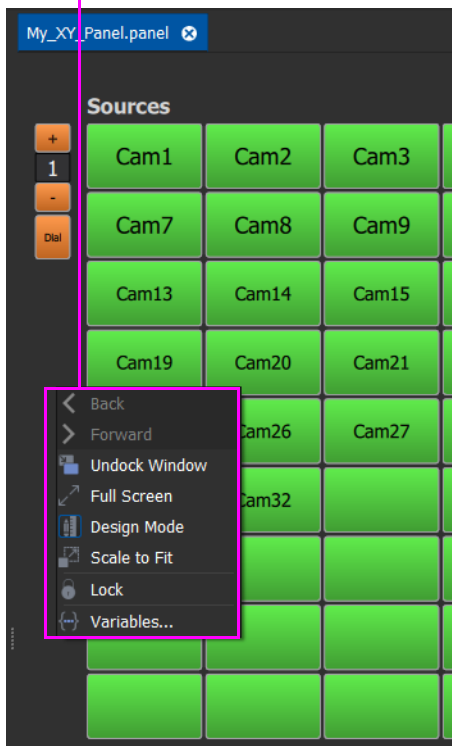 My_XY_Panel.panel
Sources
+
1
-
Dial
Cam1 Cam2 Cam3
Cam7 Cam8 Cam9
Cam13 Cam14 Cam15
Cam19 Cam20 Cam21
Cam26 Cam27
Cam32
Back
Forward
Undock Window
Full Screen
Design Mode
Scale to Fit
Lock
Variables...